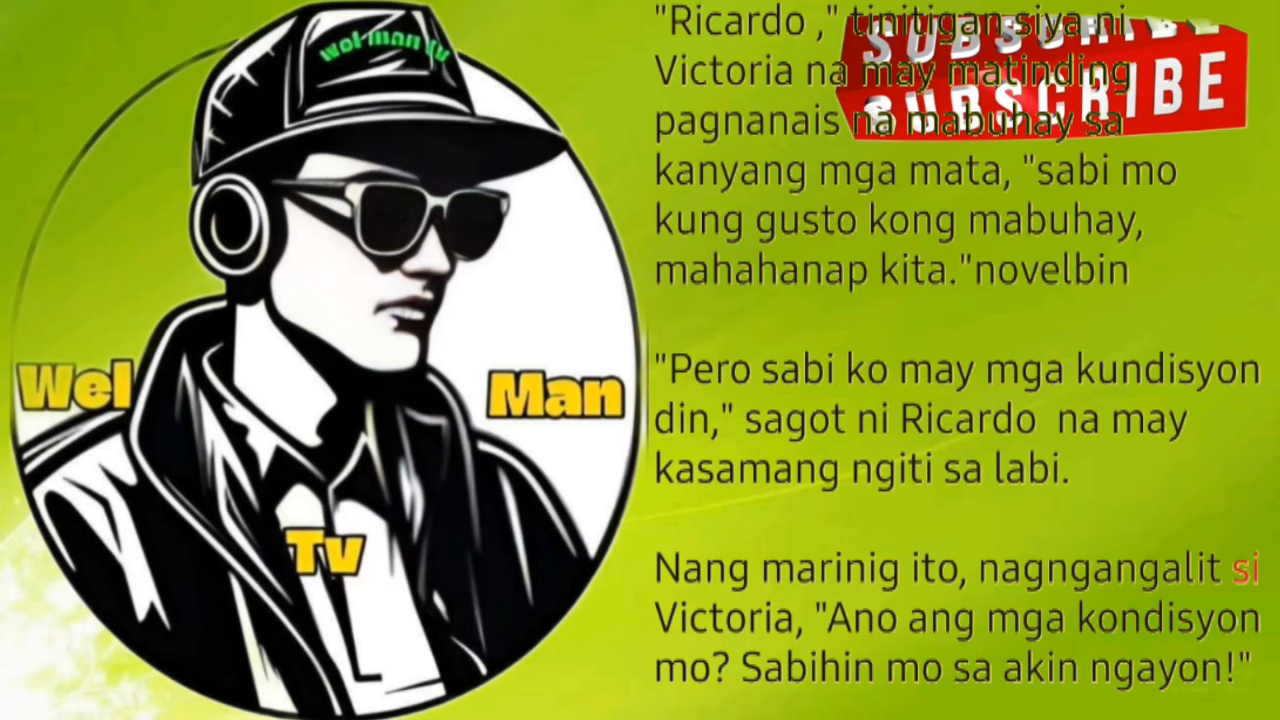 wel man tv
Wel
Man
Tv
"Ricardo ," tinitigan siya ni
Victoria na may matinding
pagnanais na mabuhay sa
kanyang mga mata, "sabi mo
kung gusto kong mabuhay,
mahahanap kita."novelbin
"Pero sabi ko may mga kundisyon
din," sagot ni Ricardo  na may
kasamang ngiti sa labi.
Nang marinig ito, nagngangalit si
Victoria, "Ano ang mga kondisyon
mo? Sabihin mo sa akin ngayon!"
SUBSCRIBE
SUBSCRIBE